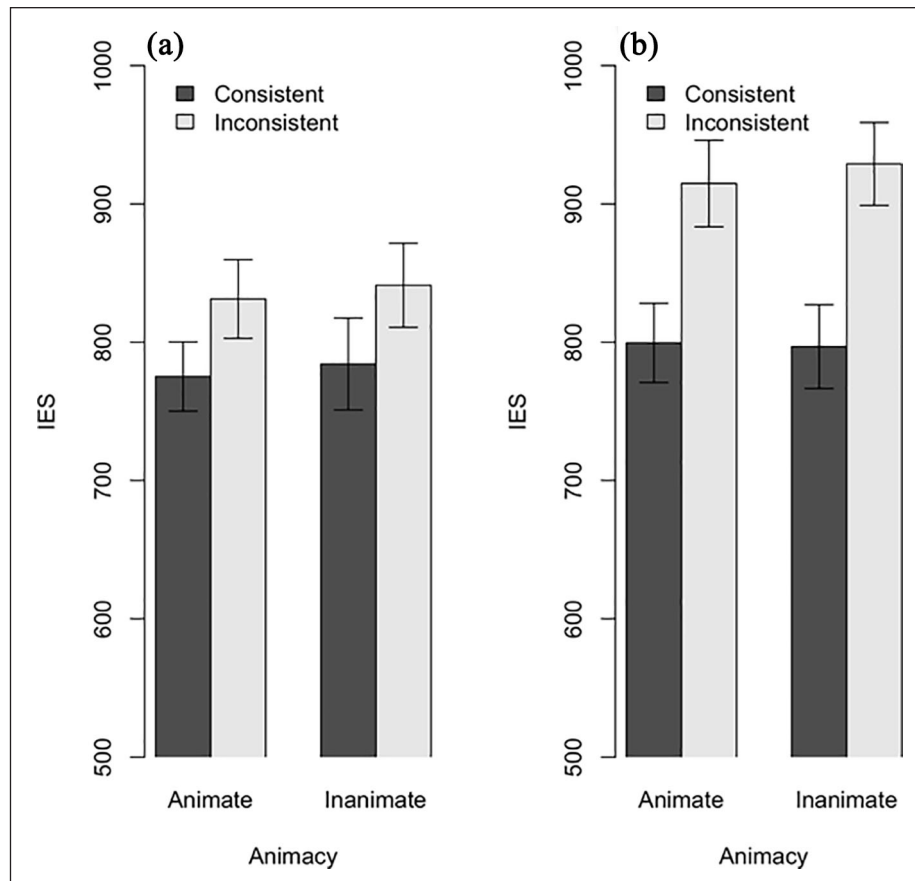 (a)
Consistent
Inconsistent
1000
900
800
700
600
500
IES
Animate Inanimate
Animacy
(b)
Consistent
Inconsistent
1000
900
800
700
600
500
IES
Animate Inanimate
Animacy